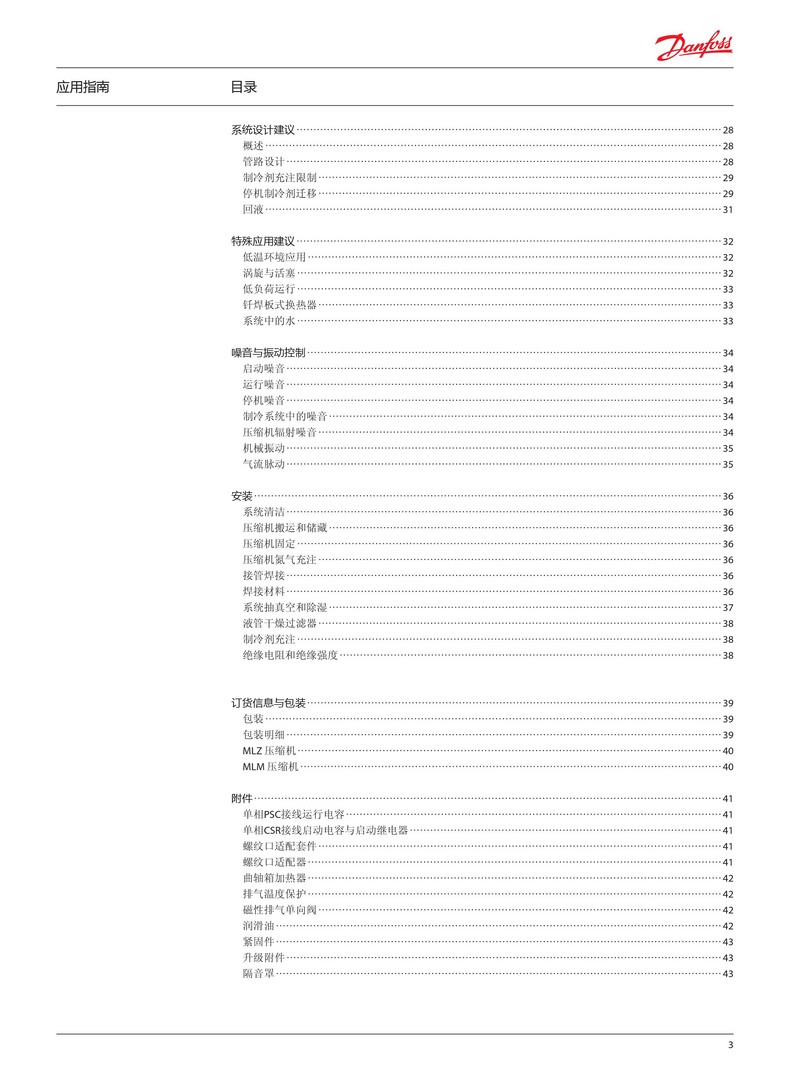 Danfoss
应用指南 目录
系统设计建议 28
概述 28
管路设计 28
制冷剂充注限制 29
停机制冷剂迁移 29
回液 31
特殊应用建议 32
低温环境应用 32
涡旋与活塞 32
低负荷运行 33
钎焊板式换热器 33
系统中的水 33
噪音与振动控制 34
启动噪音 34
运行噪音 34
停机噪音 34
制冷系统中的噪音 34
压缩机辐射噪音 34
机械振动 35
气流脉动 35
安装 36
系统清洁 36
压缩机搬运和储藏 36
压缩机固定 36
压缩机氮气充注 36
接管焊接 36
焊接材料 36
系统抽真空和除湿 37
液管干燥过滤器 38
制冷剂充注 38
绝缘电阻和绝缘强度 38
订货信息与包装 39
包装 39
包装明细 39
MLZ 压缩机 40
MLM 压缩机 40
附件 41
单相PSC接线运行电容 41
单相CSR接线启动电容与启动继电器 41
螺纹口适配套件 41
螺纹口适配器 41
曲轴箱加热器 42
排气温度保护 42
磁性排气单向阀 42
润滑油 42
紧固件 43
升级附件 43
隔音罩 43
3